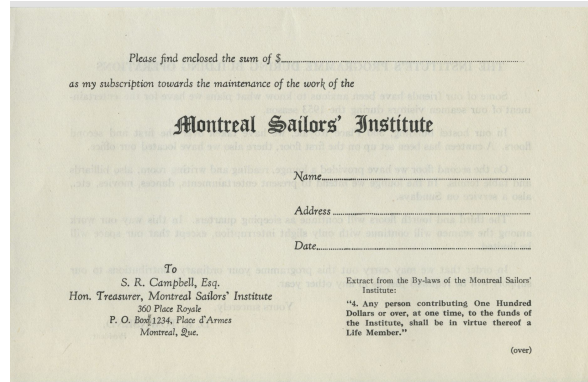 Please find enclosed the sum of $
as my subscription towards the maintenance of the work of the
Montreal Sailors' Institute
Name
Address
Date
To
S. R. Campbell, Esq.
Hon. Treasurer, Montreal Sailors' Institute
360 Place Royale
P. O. Box 1234, Place d'Armes
Montreal, Que.
Extract from the By-laws of the Montreal Sailors'
Institute:
"4. Any person contributing One Hundred
Dollars or over, at one time, to the funds of
the Institute, shall be in virtue thereof a
Life Member."
(over)